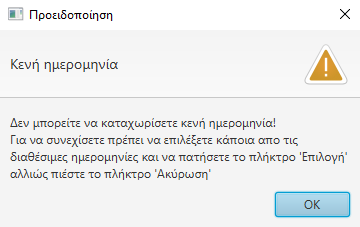 Προειδοποίηση
Κενή ημερομηνία
Δεν μπορείτε να καταχωρίσετε κενή ημερομηνία!
Για να συνεχίσετε πρέπει να επιλέξετε κάποια απο τις
διαθέσιμες ημερομηνίες και να πατήσετε το πλήκτρο 'Επιλογή'
αλλιώς πιέστε το πλήκτρο 'Ακύρωση'
OK